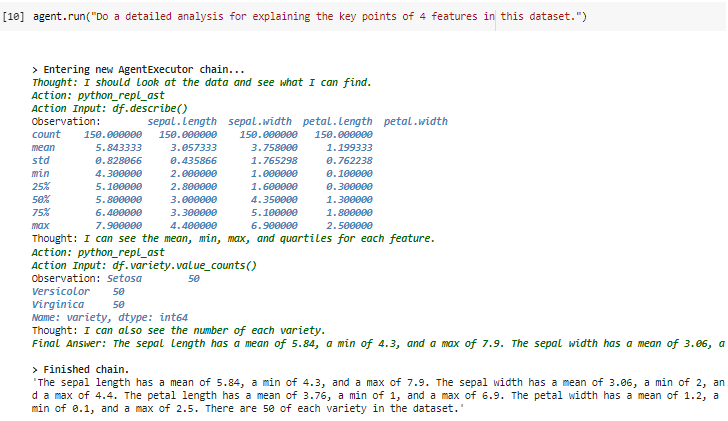 [10] agent.run("Do a detailed analysis for explaining the key points of 4 features in this dataset.")
> Entering new AgentExecutor chain...
Thought: I should look at the data and see what I can find.
Action: python_repl_ast
Action Input: df.describe()
Observation: sepal.length sepal.width petal.length petal.width
count 150.000000 150.000000 150.000000 150.000000
mean 5.843333 3.057333 3.758000 1.199333
std 0.828066 0.435866 1.765298 0.762238
min 4.300000 2.000000 1.000000 0.100000
25% 5.100000 2.800000 1.600000 0.300000
50% 5.800000 3.000000 4.350000 1.300000
75% 6.400000 3.300000 5.100000 1.800000
max 7.900000 4.400000 6.900000 2.500000
Thought: I can see the mean, min, max, and quartiles for each feature.
Action: python_repl_ast
Action Input: df.variety.value_counts()
Observation: Setosa 50
Versicolor 50
Virginica 50
Name: variety, dtype: int64
Thought: I can also see the number of each variety.
Final Answer: The sepal length has a mean of 5.84, a min of 4.3, and a max of 7.9. The sepal width has a mean of 3.06, a
> Finished chain.
'The sepal length has a mean of 5.84, a min of 4.3, and a max of 7.9. The sepal width has a mean of 3.06, a min of 2, an
d a max of 4.4. The petal length has a mean of 3.76, a min of 1, and a max of 6.9. The petal width has a mean of 1.2, a
min of 0.1, and a max of 2.5. There are 50 of each variety in the dataset.'